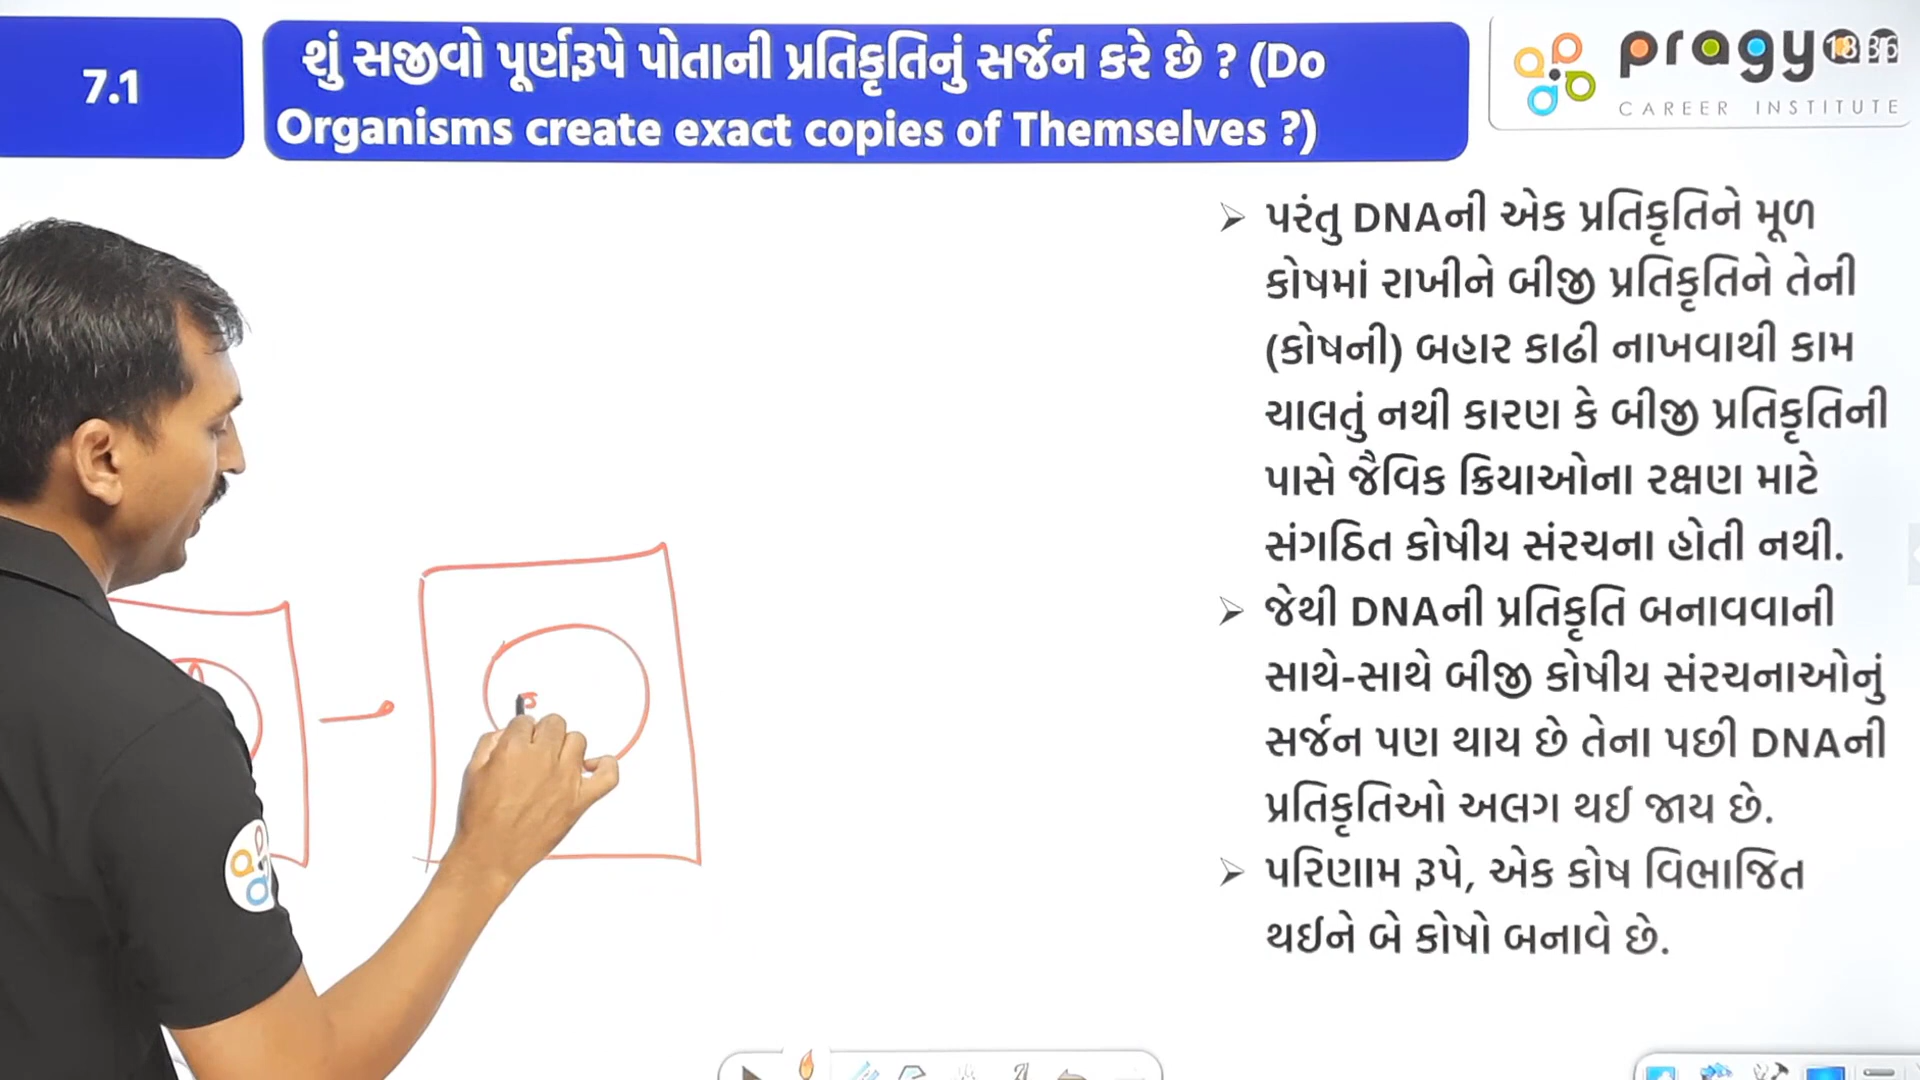 7.1
શું સજીવો પૂર્ણરૂપે પોતાની પ્રતિકૃતિનું સર્જન કરે છે ? (Do
Organisms create exact copies of Themselves ?)
pragyan
CAREER INSTITUTE
➢ પરંતુ DNAની એક પ્રતિકૃતિને મૂળ
કોષમાં રાખીને બીજી પ્રતિકૃતિને તેની
(કોષની) બહાર કાઢી નાખવાથી કામ
ચાલતું નથી કારણ કે બીજી પ્રતિકૃતિની
પાસે જૈવિક ક્રિયાઓના રક્ષણ માટે
સંગઠિત કોષીય સંરચના હોતી નથી.
➢ જેથી DNAની પ્રતિકૃતિ બનાવવાની
સાથે-સાથે બીજી કોષીય સંરચનાઓનું
સર્જન પણ થાય છે તેના પછી DNAની
પ્રતિકૃતિઓ અલગ થઈ જાય છે.
➢ પરિણામ રૂપે, એક કોષ વિભાજિત
થઈને બે કોષો બનાવે છે.